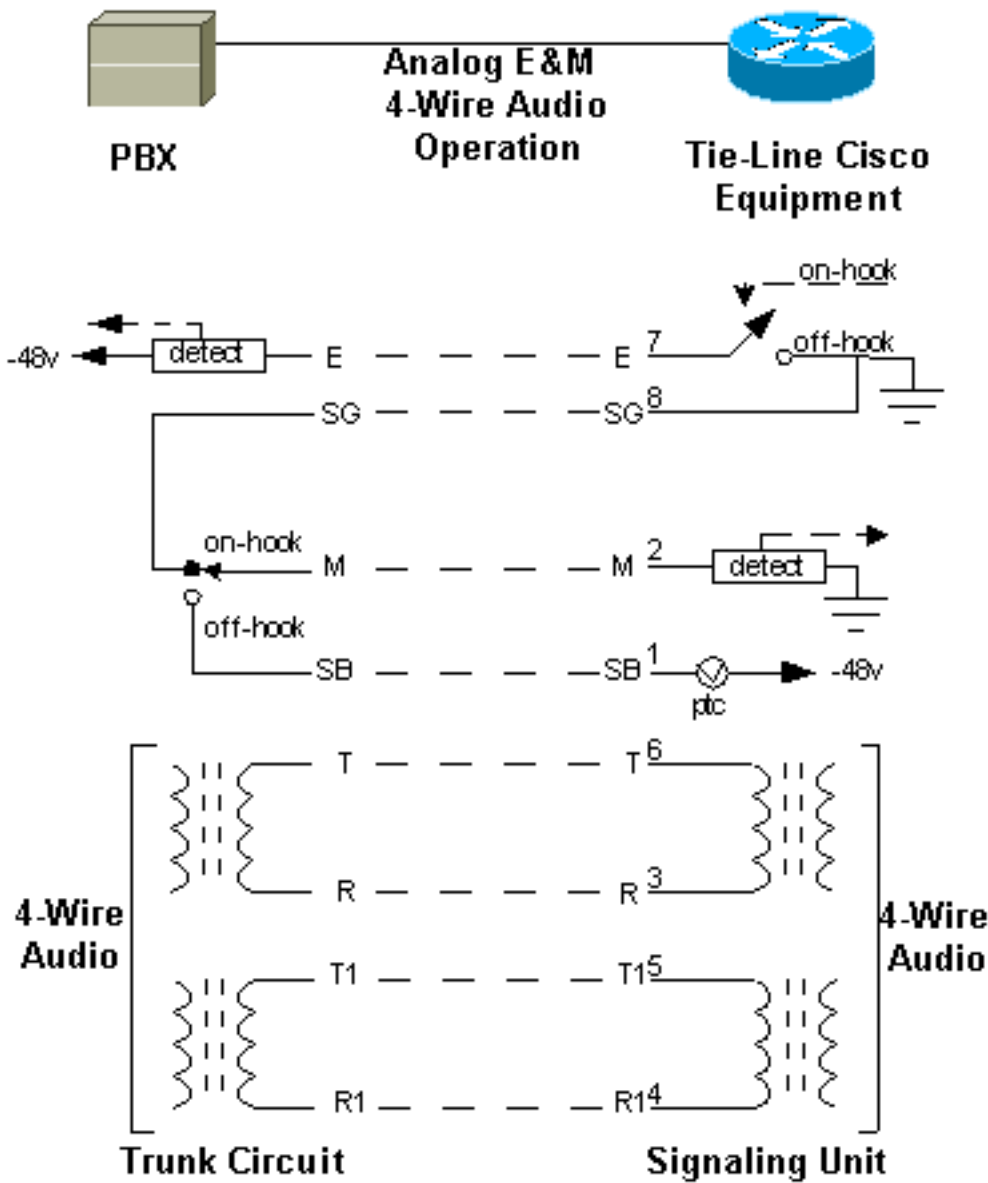 Analog E&M
4-Wire Audio
Operation
PBX
Tie-Line Cisco
Equipment
on-hook
-48v detect E E 7 off-hook
SG SG 8
on-hook
M M 2 detect
off-hook
SB SB 1 -48v
ptc
T T 6
R R 3
4-Wire
Audio
4-Wire
Audio
T1 T1 5
R1 R1 4
Trunk Circuit
Signaling Unit